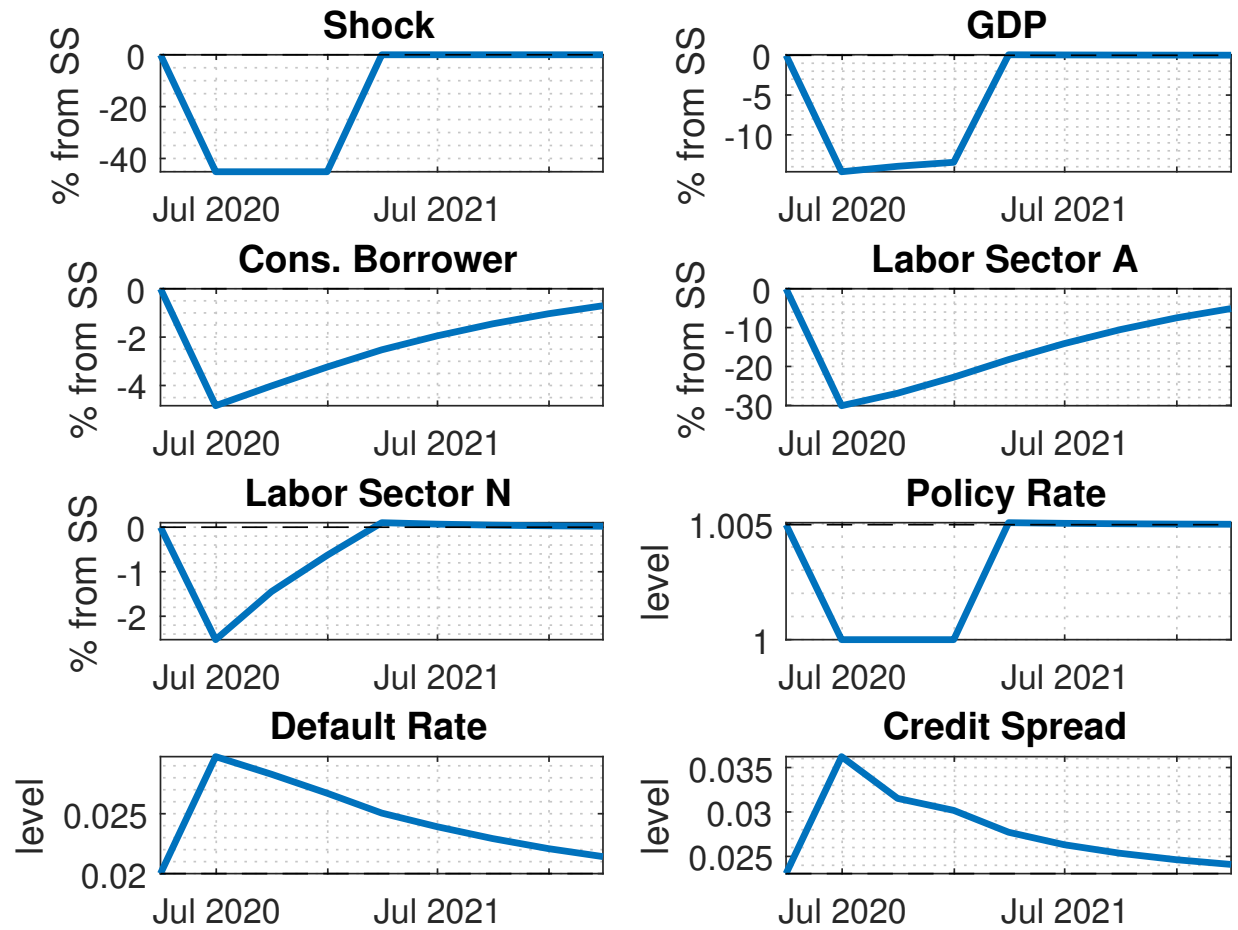 Shock
% from SS
0
-20
-40
Jul 2020
Jul 2021
GDP
% from SS
0
-5
-10
Jul 2020
Jul 2021
Cons. Borrower
% from SS
0
-2
-4
Jul 2020
Jul 2021
Labor Sector A
% from SS
0
-10
-20
-30
Jul 2020
Jul 2021
Labor Sector N
% from SS
0
-1
-2
Jul 2020
Jul 2021
Policy Rate
level
1.005
1
Jul 2020
Jul 2021
Default Rate
level
0.025
0.02
Jul 2020
Jul 2021
Credit Spread
level
0.035
0.03
0.025
Jul 2020
Jul 2021